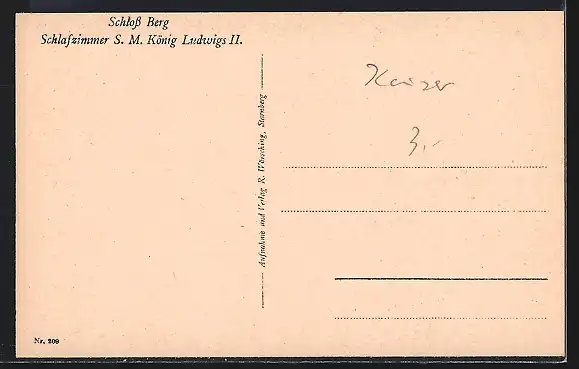 Schloß Berg
Schlafzimmer S. M. König Ludwigs II.
Aufnahme und Verlag R. Wörsching, Starnberg
Kaiser
3,-
Nr. 209